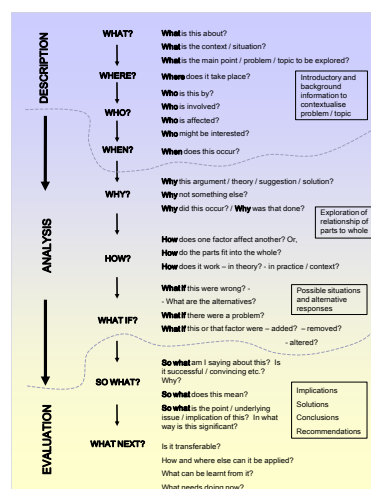 DESCRIPTION
WHAT?
What is this about?
What is the context / situation?
What is the main point / problem / topic to be explored?
WHERE?
Where does it take place?
Introductory and
background
information to
contextualise
problem / topic
Who is this by?
Who is involved?
WHO?
Who is affected?
Who might be interested?
WHEN?
When does this occur?
ANALYSIS
Why this argument / theory / suggestion / solution?
WHY?
Why not something else?
Why did this occur? / Why was that done?
Exploration of
relationship of
parts to whole
How does one factor affect another? Or,
How do the parts fit into the whole?
HOW?
How does it work – in theory? - in practice / context?
What if this were wrong? -
- What are the alternatives?
Possible situations
and alternative
responses
What if there were a problem?
WHAT IF?
What if this or that factor were – added? – removed?
- altered?
EVALUATION
So what am I saying about this? Is
it successful / convincing etc.?
Why?
SO WHAT?
So what does this mean?
So what is the point / underlying
issue / implication of this? In what
way is this significant?
Implications
Solutions
Conclusions
Recommendations
WHAT NEXT?
Is it transferable?
How and where else can it be applied?
What can be learnt from it?
What needs doing now?